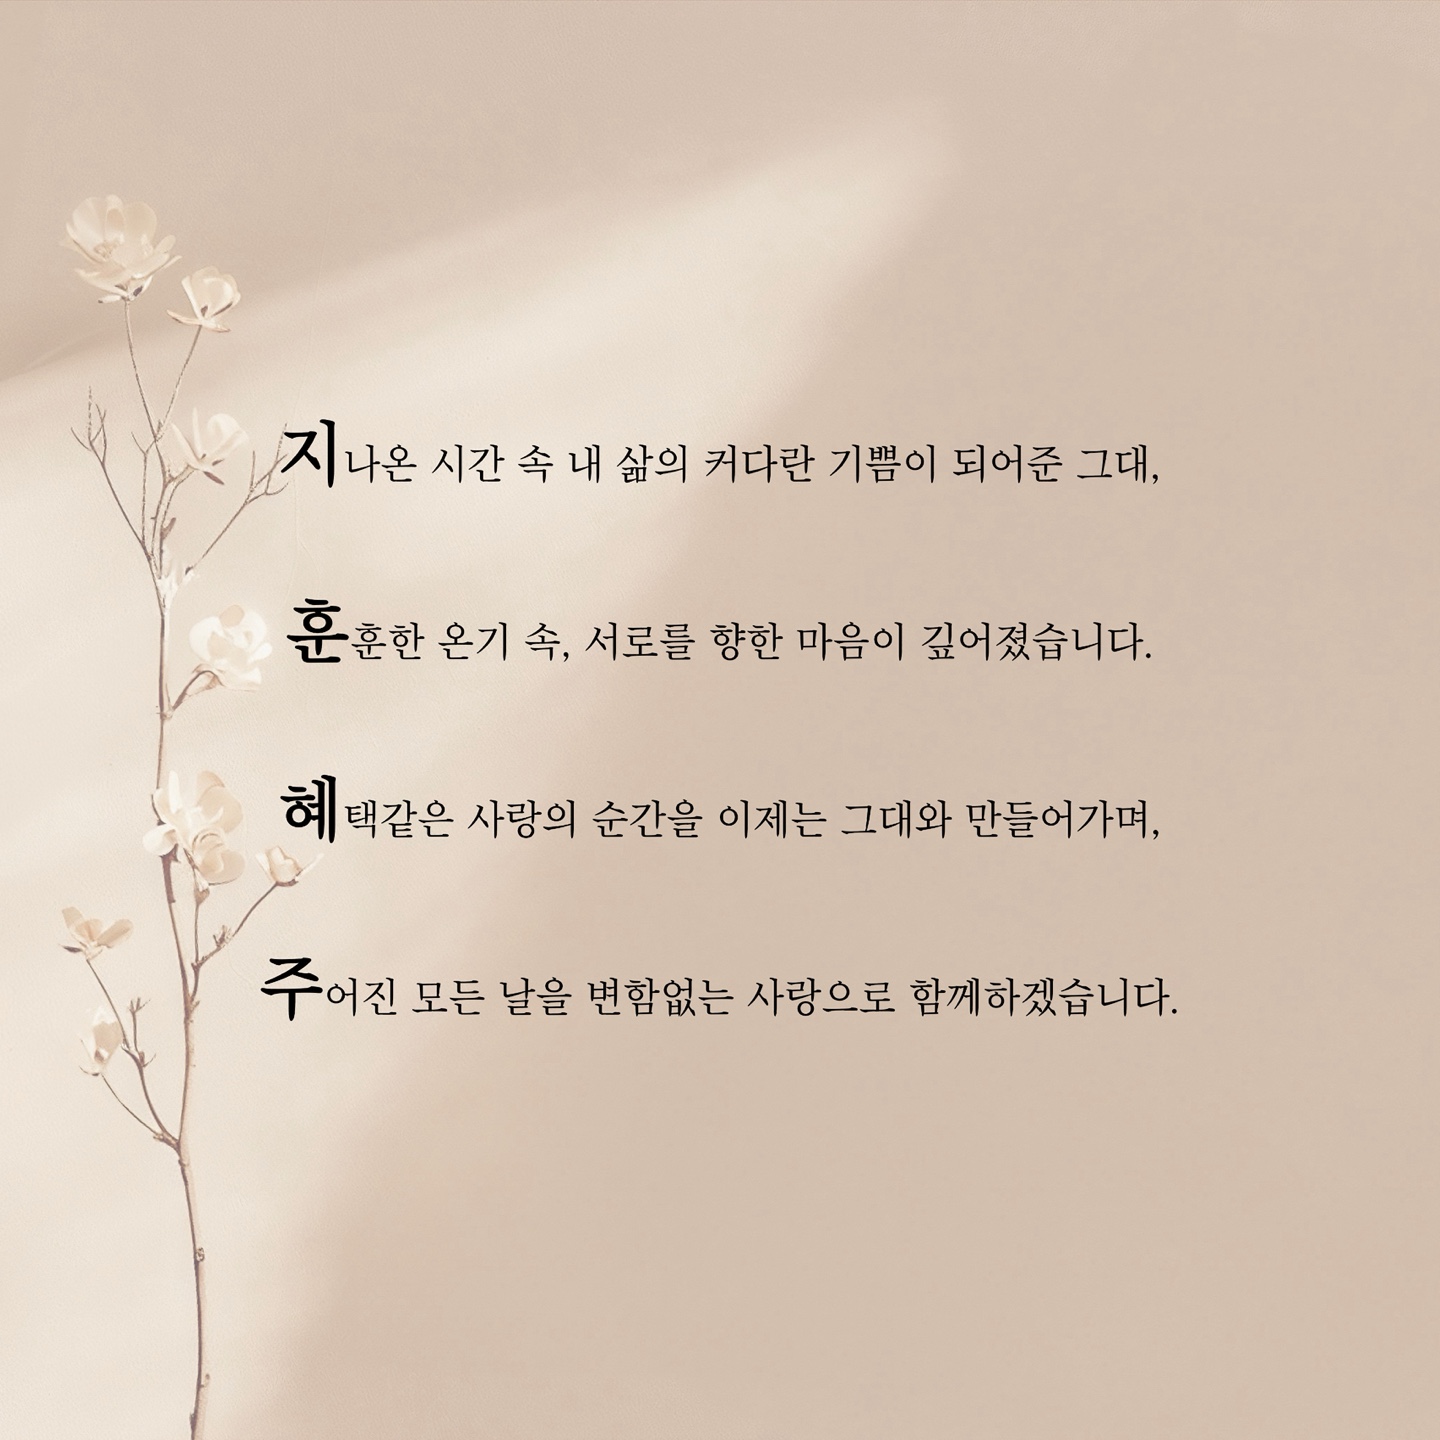 지나온 시간 속 내 삶의 커다란 기쁨이 되어준 그대,
훈훈한 온기 속, 서로를 향한 마음이 깊어졌습니다.
혜택같은 사랑의 순간을 이제는 그대와 만들어가며,
주어진 모든 날을 변함없는 사랑으로 함께하겠습니다.